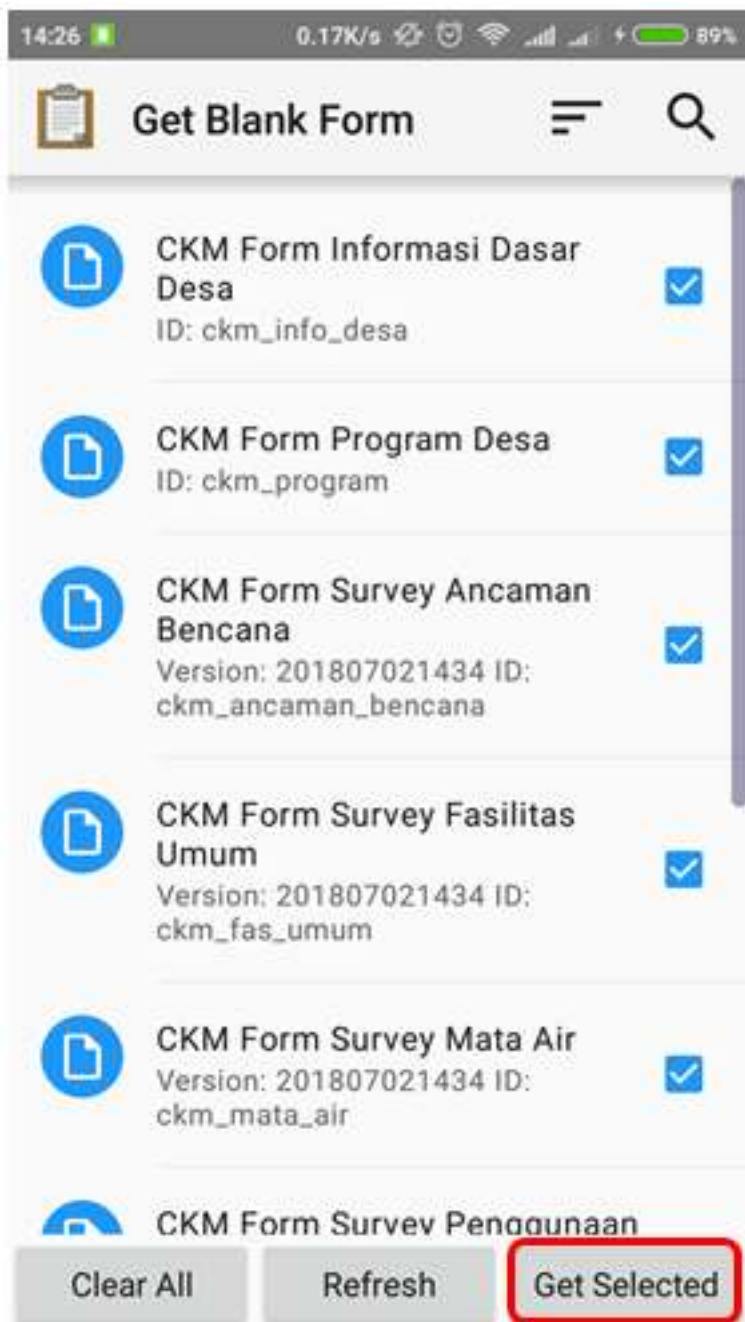 14:26 0.17K/s 89%
Get Blank Form
CKM Form Informasi Dasar
Desa
ID: ckm_info_desa
CKM Form Program Desa
ID: ckm_program
CKM Form Survey Ancaman
Bencana
Version: 201807021434 ID:
ckm_ancaman_bencana
CKM Form Survey Fasilitas
Umum
Version: 201807021434 ID:
ckm_fas_umum
CKM Form Survey Mata Air
Version: 201807021434 ID:
ckm_mata_air
CKM Form Survey Penggunaan
Clear All Refresh Get Selected